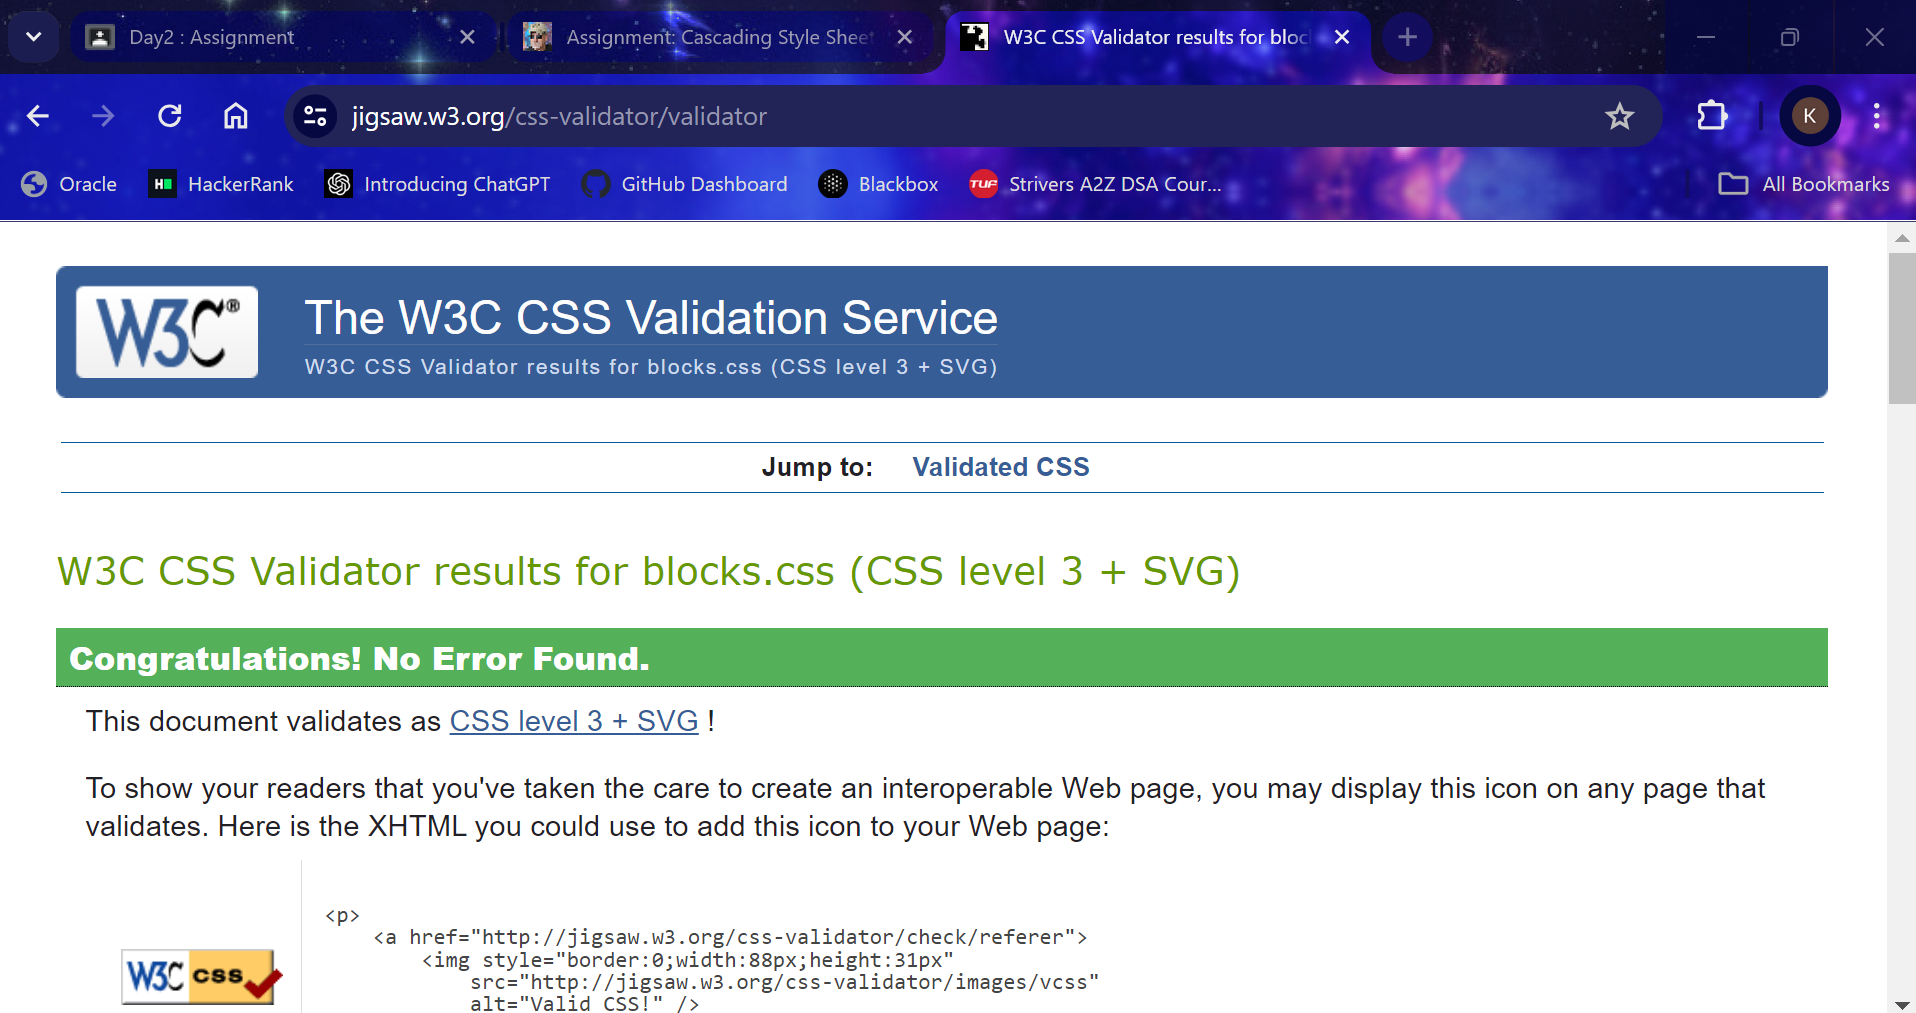 Day2 : Assignment
Assignment: Cascading Style Sheet
W3C CSS Validator results for bloc
jigsaw.w3.org/css-validator/validator
K
Oracle
HackerRank
Introducing ChatGPT
GitHub Dashboard
Blackbox
TUF
Strivers A2Z DSA Cour...
All Bookmarks
W3C®
The W3C CSS Validation Service
W3C CSS Validator results for blocks.css (CSS level 3 + SVG)
Jump to: Validated CSS
W3C CSS Validator results for blocks.css (CSS level 3 + SVG)
Congratulations! No Error Found.
This document validates as CSS level 3 + SVG !
To show your readers that you've taken the care to create an interoperable Web page, you may display this icon on any page that
validates. Here is the XHTML you could use to add this icon to your Web page:
W3C css
<p>
<a href="http://jigsaw.w3.org/css-validator/check/referer">
<img style="border:0;width:88px;height:31px"
src="http://jigsaw.w3.org/css-validator/images/vcss"
alt="Valid CSS!" />